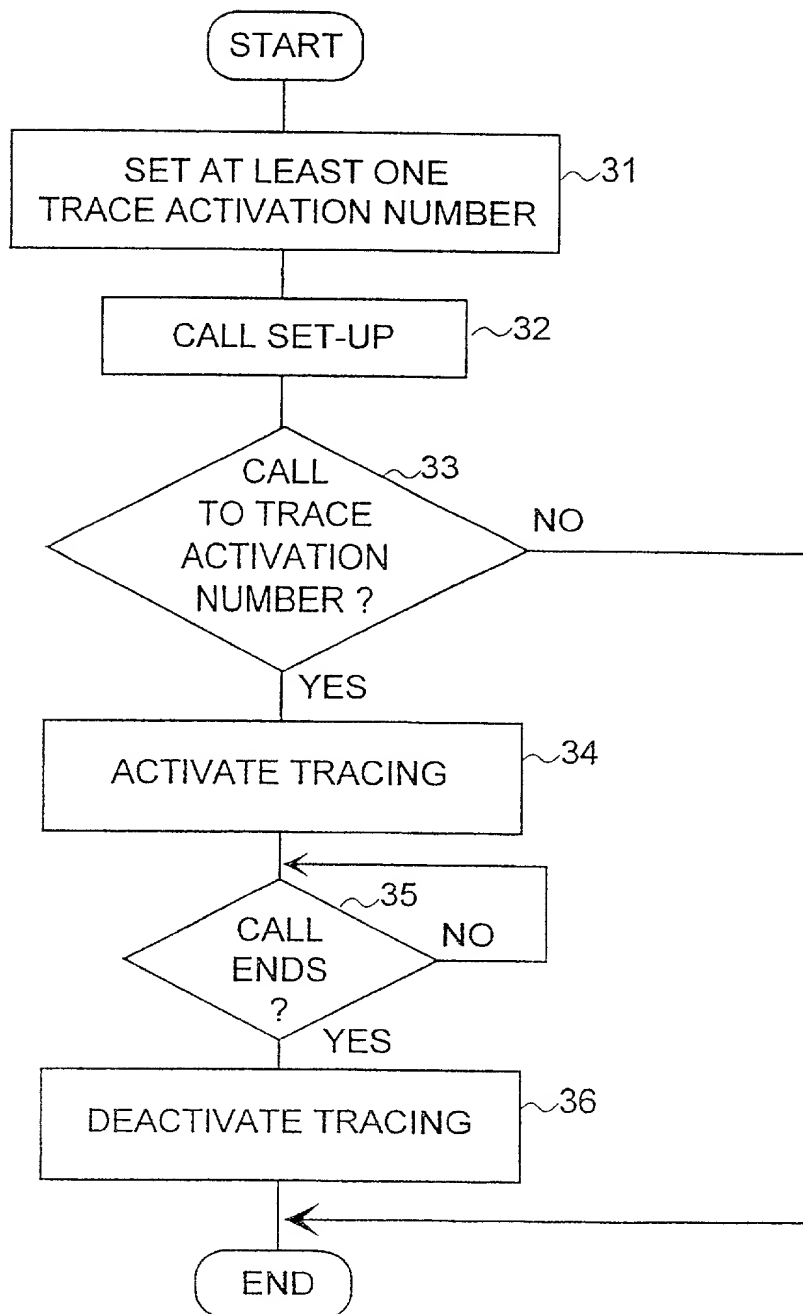 START
SET AT LEAST ONE
TRACE ACTIVATION NUMBER
31
CALL SET-UP
32
33
CALL
TO TRACE
ACTIVATION
NUMBER ?
NO
YES
ACTIVATE TRACING
34
35
CALL
ENDS
?
NO
YES
DEACTIVATE TRACING
36
END